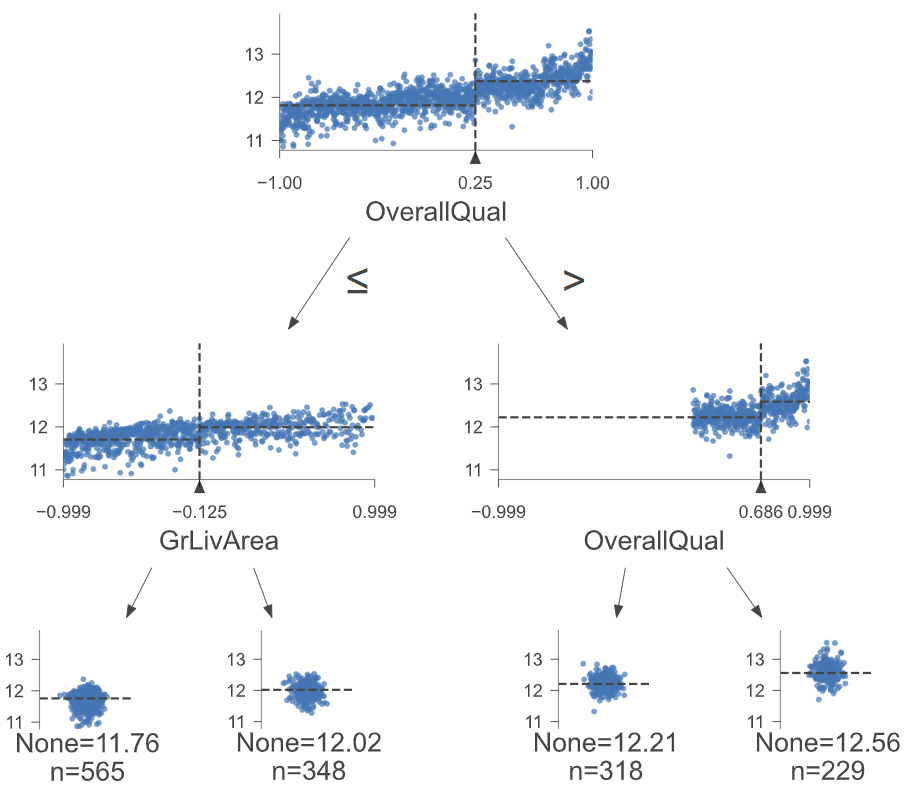 13
12
11
−1.00 0.25 1.00
OverallQual
≤ >
13
12
11
−0.999 −0.125 0.999
GrLivArea
13
12
11
−0.999 0.686 0.999
OverallQual
13
12
11
None=11.76
n=565
13
12
11
None=12.02
n=348
13
12
11
None=12.21
n=318
13
12
11
None=12.56
n=229